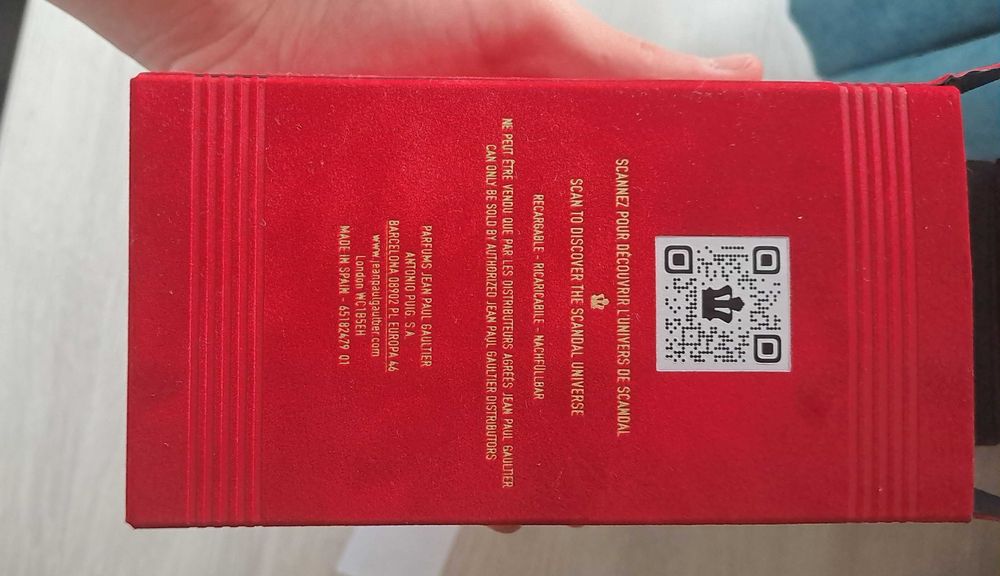 SCANNEZ POUR DÉCOUVRIR L'UNIVERS DE SCANDAL
SCAN TO DISCOVER THE SCANDAL UNIVERSE
RECARGABLE - RICARICABILE - NACHFÜLLBAR
NE PEUT ÊTRE VENDU QUE PAR LES DISTRIBUTEURS AGRÉÉS JEAN PAUL GAULTIER
CAN ONLY BE SOLD BY AUTHORIZED JEAN PAUL GAULTIER DISTRIBUTORS
PARFUMS JEAN PAUL GAULTIER
ANTONIO PUIG. S.A.
BARCELONA 08902 PL EUROPA 46
www.jeanpaulgaultier.com
London WC1B5EH
MADE IN SPAIN - 65182479 01